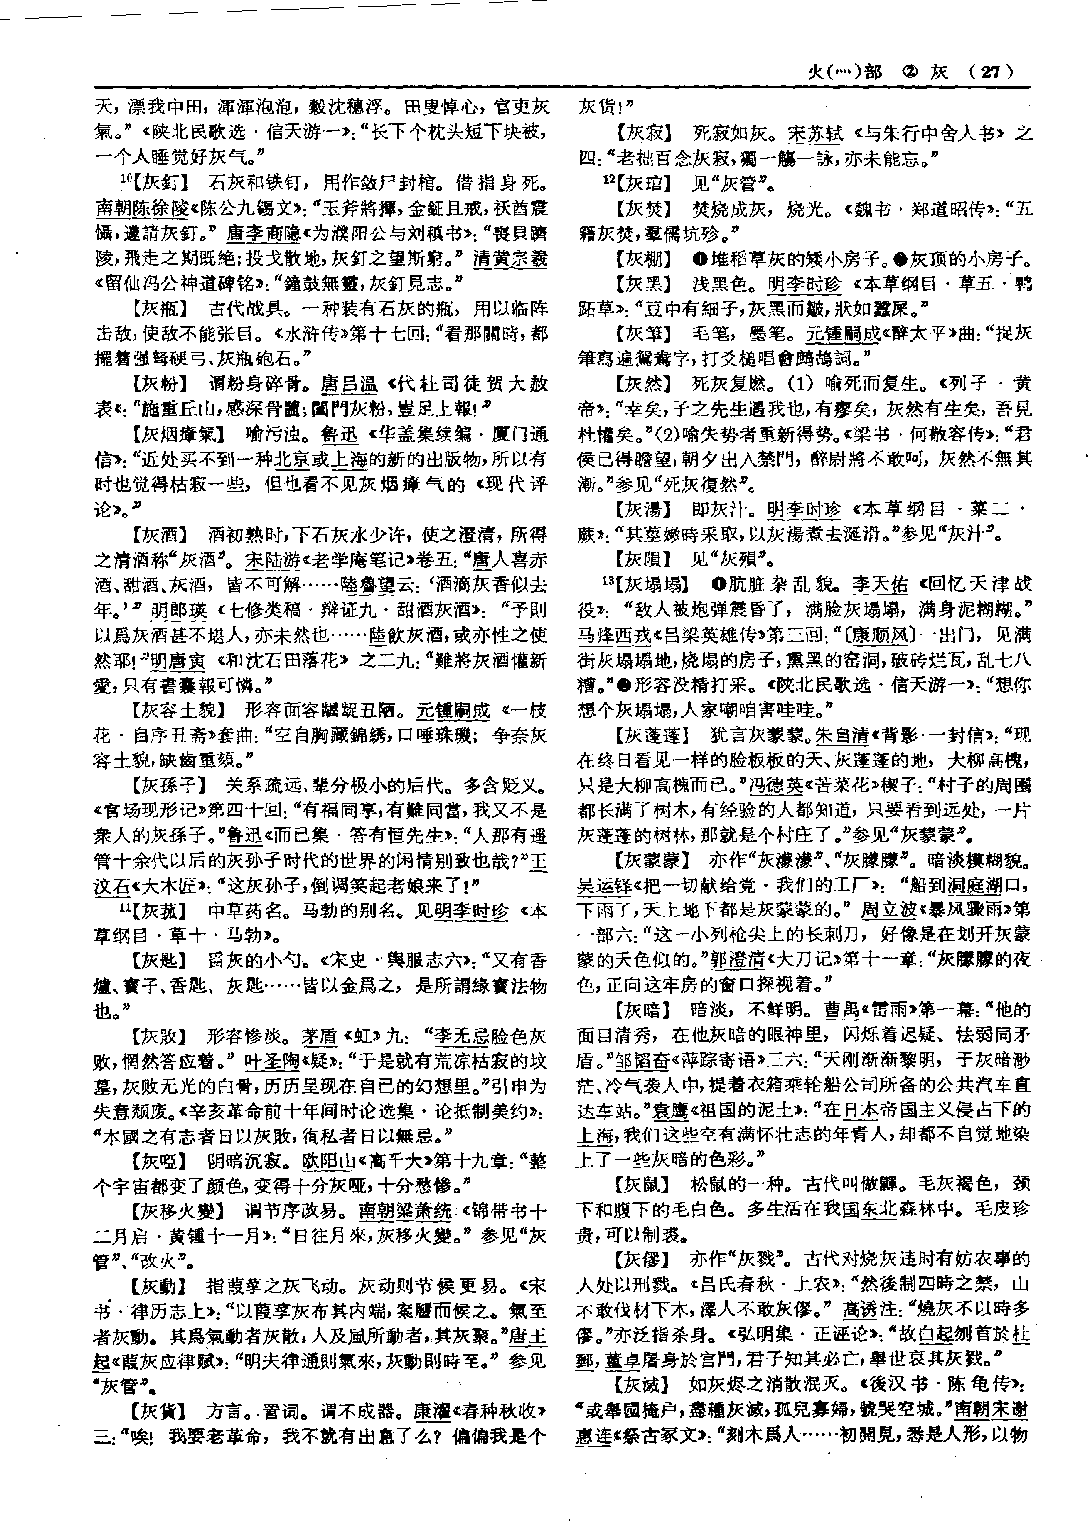 火(灬)部 ② 灰 (27)
天，漂我中田，渾渾泡泡，數沈穗浮。田叟悼心，官吏灰
氣。”《陕北民歌选·信天游一》：“长下个枕头短下块被，
一个人睡觉好灰气。”
10【灰釘】 石灰和铁钉，用作敛尸封棺。借指身死。
南朝陈徐陵《陈公九錫文》：“玉斧將揮，金鉦且戒，祅酋震
懾，遽請灰釘。”唐李商隐《为濮阳公与刘稹书》：“喪貝躋
陵，飛走之期既绝；投戈散地，灰釘之望斯窮。”清黄宗羲
《留仙冯公神道碑铭》：“鐘鼓無靈，灰釘見志。”
【灰瓶】 古代战具。一种装有石灰的瓶，用以临阵
击敌，使敌不能张目。《水浒传》第十七回：“看那關時，都
擺着强弩硬弓、灰瓶砲石。”
【灰粉】 谓粉身碎骨。唐吕温《代杜司徒贺大赦
表》：“施重丘山，感深骨髓；闔門灰粉，豈足上報！”
【灰烟瘴氣】 喻污浊。鲁迅《华盖集续编·厦门通
信》：“近处买不到一种北京或上海的新的出版物，所以有
时也觉得枯寂一些，但也看不见灰烟瘴气的《现代评
论》。”
【灰酒】 酒初熟时，下石灰水少许，使之澄清，所得
之清酒称“灰酒”。宋陆游《老学庵笔记》卷五：“唐人喜赤
酒、甜酒、灰酒，皆不可解……陸魯望云：‘酒滴灰香似去
年。’”明郎瑛《七修类稿·辩证九·甜酒灰酒》：“予則
以爲灰酒甚不堪人，亦未然也……陸飲灰酒，或亦性之使
然耶！”明唐寅《和沈石田落花》之二九：“難將灰酒灌新
愛，只有香囊報可憐。”
【灰容土貌】 形容面容龌龊丑陋。元锺嗣成《一枝
花·自序丑斋》套曲：“空自胸藏錦绣，口唾珠璣；争奈灰
容土貌，缺齒重頦。”
【灰孫子】 关系疏远、辈分极小的后代。多含贬义。
《官场现形记》第四十回：“有福同享，有難同當，我又不是
衆人的灰孫子。”鲁迅《而已集·答有恒先生》：“人那有遥
管十余代以后的灰孙子时代的世界的闲情别致也哉？”王
汶石《大木匠》：“这灰孙子，倒调笑起老娘来了！”
11【灰菰】 中草药名。马勃的别名。见明李时珍《本
草纲目·草十·马勃》。
【灰匙】 舀灰的小勺。《宋史·舆服志六》：“又有香
爐、寶子、香匙、灰匙……皆以金爲之，是所謂缘寶法物
也。”
【灰敗】 形容惨淡。茅盾《虹》九：“李无忌脸色灰
败，惘然答应着。”叶圣陶《疑》：“于是就有荒凉枯寂的坟
墓，灰败无光的白骨，历历呈现在自己的幻想里。”引申为
失意颓废。《辛亥革命前十年间时论选集·论抵制美约》：
“本國之有志者日以灰敗，徇私者日以無忌。”
【灰啞】 阴暗沉寂。欧阳山《高干大》第十九章：“整
个宇宙都变了颜色，变得十分灰哑，十分愁惨。”
【灰移火變】 谓节序改易。南朝梁萧统《锦带书十
二月启·黄锺十一月》：“日往月來，灰移火變。”参见“灰
管”、“改火”。
【灰動】 指葭莩之灰飞动。灰动则节候更易。《宋
书·律历志上》：“以葭莩灰布其内端，案曆而候之。氣至
者灰動。其爲氣動者灰散，人及風所動者，其灰聚。”唐王
起《葭灰应律赋》：“明夫律通則氣來，灰動則時至。”参见
“灰管”。
【灰貨】 方言。詈词。谓不成器。康濯《春种秋收》
三：“唉！我要老革命，我不就有出息了么？偏偏我是个
灰货！”
【灰寂】 死寂如灰。宋苏轼《与朱行中舍人书》之
四：“老拙百念灰寂，獨一觴一詠，亦未能忘。”
12【灰琯】 见“灰管”。
【灰焚】 焚烧成灰，烧光。《魏书·郑道昭传》：“五
籍灰焚，羣儒坑殄。”
【灰棚】 ❶堆稻草灰的矮小房子。❷灰顶的小房子。
【灰黑】 浅黑色。明李时珍《本草纲目·草五·鸭
跖草》：“豆中有细子，灰黑而皺，狀如蠶屎。”
【灰筆】 毛笔，墨笔。元锺嗣成《醉太平》曲：“捉灰
筆寫遍鴛鴦字，打爻槌唱會鷓鴣詞。”
【灰然】 死灰复燃。(1)喻死而复生。《列子·黄
帝》：“幸矣，子之先生遇我也，有瘳矣，灰然有生矣，吾見
杜權矣。”(2)喻失势者重新得势。《梁书·何敬容传》：“君
侯已得瞻望，朝夕出入禁門，醉尉將不敢呵，灰然不無其
漸。”参见“死灰復然”。
【灰湯】 即灰汁。明李时珍《本草纲目·菜二·
蕨》：“其莖嫩時采取，以灰湯煮去涎滑。”参见“灰汁”。
【灰隕】 见“灰殞”。
13【灰塌塌】 ❶肮脏杂乱貌。李天佑《回忆天津战
役》：“敌人被炮弹震昏了，满脸灰塌塌，满身泥糊糊。”
马烽西戎《吕梁英雄传》第三回：“〔康顺风〕一出门，见满
街灰塌塌地，烧塌的房子，熏黑的窑洞，破砖烂瓦，乱七八
糟。”❷形容没精打采。《陕北民歌选·信天游一》：“想你
想个灰塌塌，人家嘲咱害哇哇。”
【灰蓬蓬】 犹言灰蒙蒙。朱自清《背影·一封信》：“现
在终日看见一样的脸板板的天，灰蓬蓬的地，大柳高槐，
只是大柳高槐而已。”冯德英《苦菜花》楔子：“村子的周围
都长满了树木，有经验的人都知道，只要看到远处，一片
灰蓬蓬的树林，那就是个村庄了。”参见“灰蒙蒙”。
【灰蒙蒙】 亦作“灰濛濛”、“灰朦朦”。暗淡模糊貌。
吴运铎《把一切献给党·我们的工厂》：“船到洞庭湖口，
下雨了，天上地下都是灰蒙蒙的。”周立波《暴风骤雨》第
一部六：“这一小列枪尖上的长刺刀，好像是在划开灰蒙
蒙的天色似的。”郭澄清《大刀记》第十一章：“灰朦朦的夜
色，正向这牢房的窗口探视着。”
【灰暗】 暗淡，不鲜明。曹禺《雷雨》第一幕：“他的
面目清秀，在他灰暗的眼神里，闪烁着迟疑、怯弱同矛
盾。”邹韬奋《萍踪寄语》二六：“天刚渐渐黎明，于灰暗渺
茫、冷气袭人中，提着衣箱乘轮船公司所备的公共汽车直
达车站。”袁鹰《祖国的泥土》：“在日本帝国主义侵占下的
上海，我们这些空有满怀壮志的年青人，却都不自觉地染
上了一些灰暗的色彩。”
【灰鼠】 松鼠的一种。古代叫做鼲。毛灰褐色，颈
下和腹下的毛白色。多生活在我国东北森林中。毛皮珍
贵，可以制裘。
【灰僇】 亦作“灰戮”。古代对烧灰违时有妨农事的
人处以刑戮。《吕氏春秋·上农》：“然後制四時之禁，山
不敢伐材下木，澤人不敢灰僇。”高诱注：“燒灰不以時多
僇。”亦泛指杀身。《弘明集·正诬论》：“故白起刎首於杜
郵，董卓屠身於宫門，君子知其必亡，舉世哀其灰戮。”
【灰滅】 如灰烬之消散泯灭。《後汉书·陈龟传》：
“或舉國掩户，盡種灰滅，孤兒寡婦，號哭空城。”南朝宋谢
惠连《祭古冢文》：“刻木爲人……初開見，悉是人形，以物